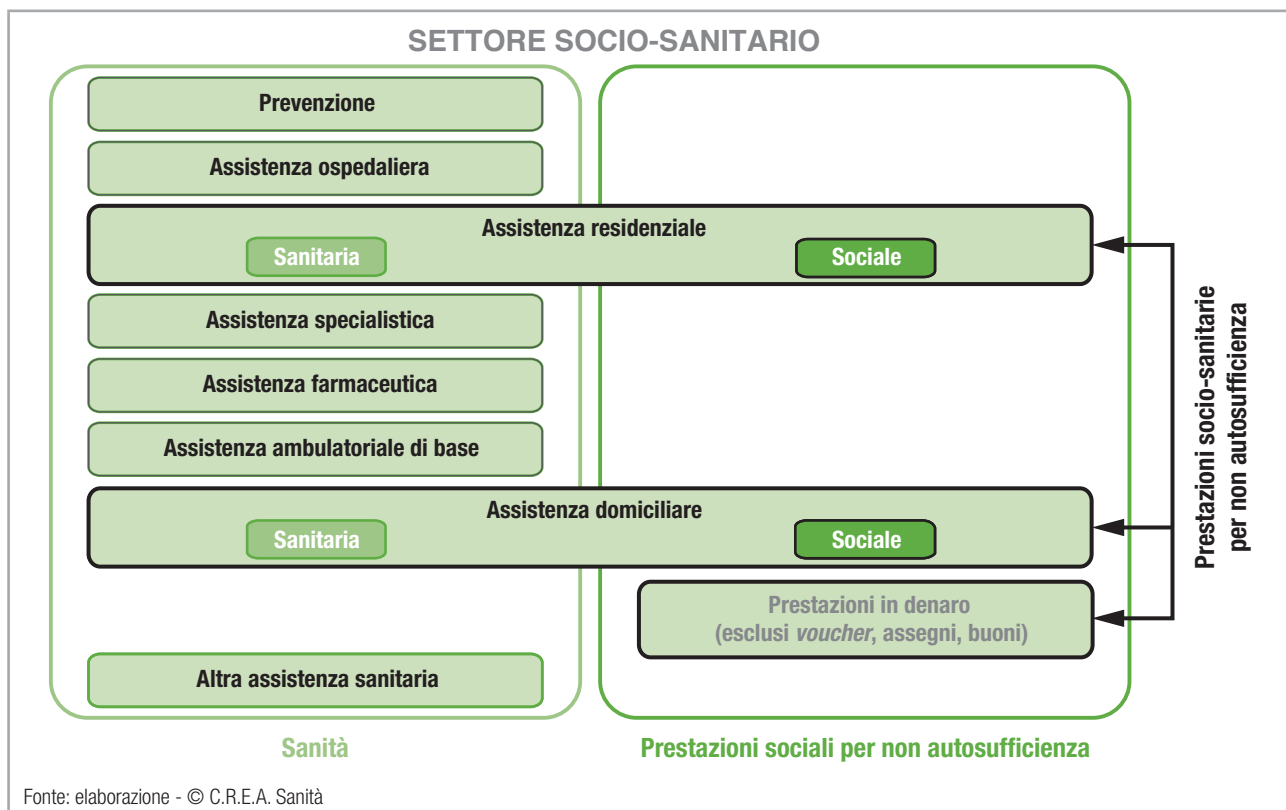 SETTORE SOCIO-SANITARIO
Prevenzione
Assistenza ospedaliera
Assistenza residenziale
Sanitaria
Sociale
Assistenza specialistica
Assistenza farmaceutica
Assistenza ambulatoriale di base
Assistenza domiciliare
Sanitaria
Sociale
Prestazioni in denaro
(esclusi voucher, assegni, buoni)
Altra assistenza sanitaria
Prestazioni socio-sanitarie
per non autosufficienza
Sanità
Prestazioni sociali per non autosufficienza
Fonte: elaborazione - © C.R.E.A. Sanità